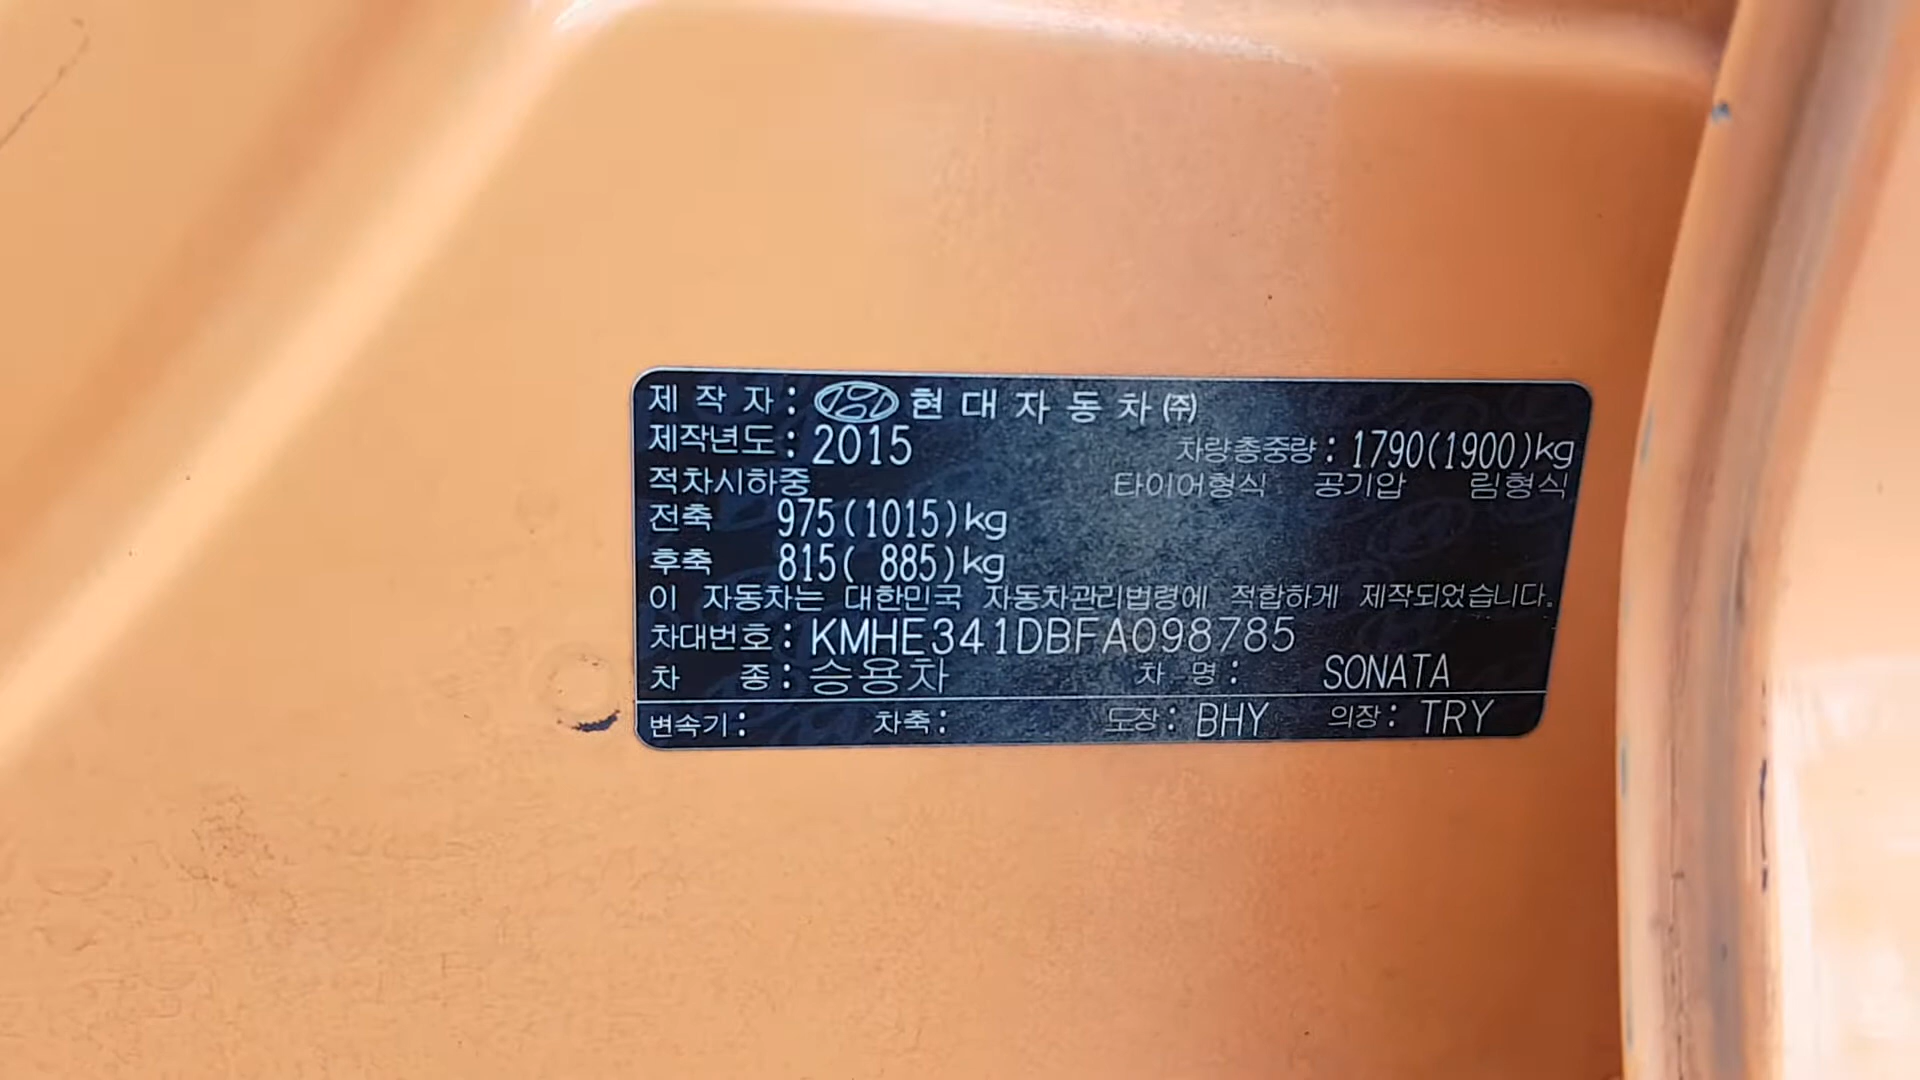 제 작 자 : 현 대 자 동 차 ㈜
제작년도 : 2015 차량총중량 : 1790(1900)kg
적차시하중 타이어형식 공기압 림형식
전축 975(1015)kg
후축 815( 885)kg
이 자동차는 대한민국 자동차관리법령에 적합하게 제작되었습니다.
차대번호 : KMHE341DBFA098785
차 종 : 승용차 차 명 : SONATA
변속기 : 차축 : 도장 : BHY 의장 : TRY